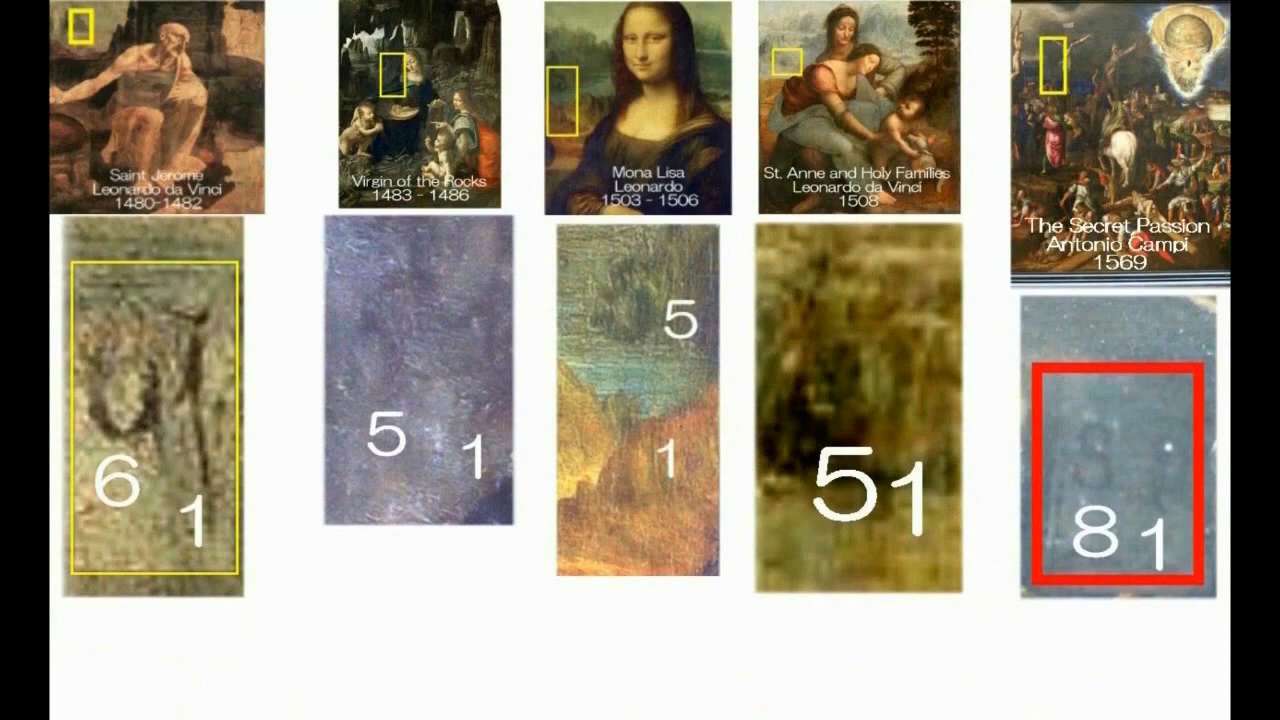 Saint Jerome
Leonardo da Vinci
1480-1482
Virgin of the Rocks
1483 - 1486
Mona Lisa
Leonardo
1503 - 1506
St. Anne and Holy Families
Leonardo da Vinci
1508
The Secret Passion
Antonio Campi
1569
6 1
5 1
5
1
51
8 1